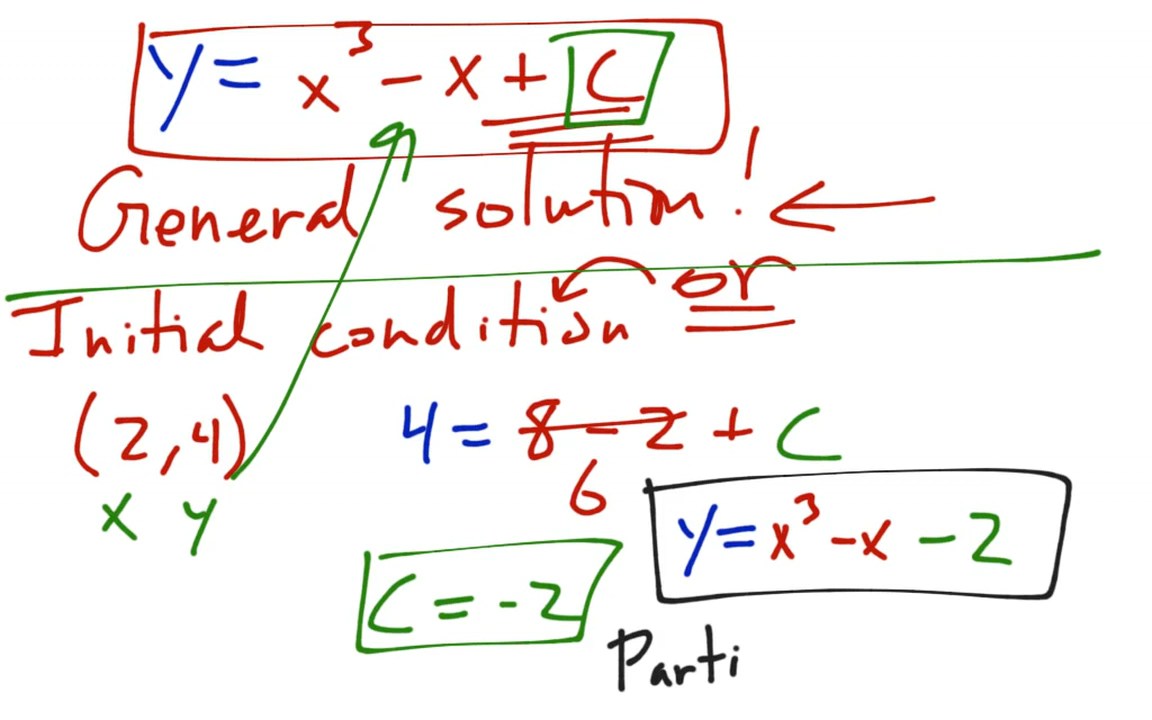 y = x³ - x + C
General solution!
or
Initial condition
(2,4) 4 = 8 - 2 + C
x y 6
y = x³ - x - 2
C = -2
Parti